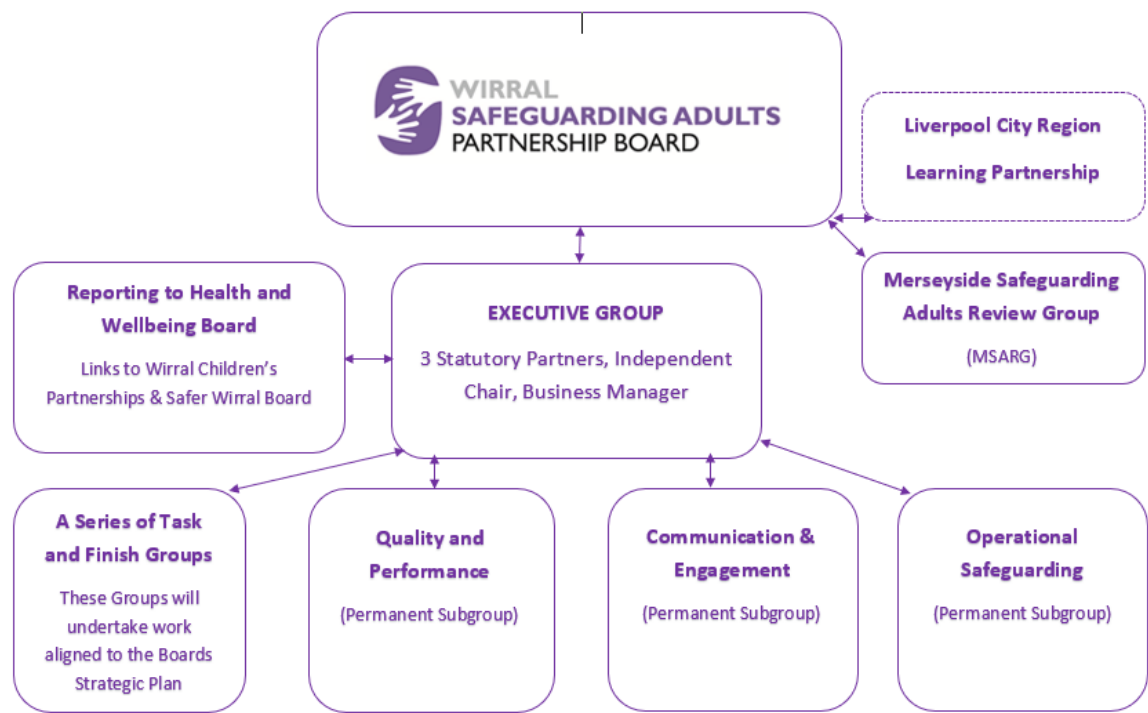 WIRRAL
SAFEGUARDING ADULTS
PARTNERSHIP BOARD
Liverpool City Region
Learning Partnership
Merseyside Safeguarding
Adults Review Group
(MSARG)
Reporting to Health and
Wellbeing Board
Links to Wirral Children’s
Partnerships & Safer Wirral Board
EXECUTIVE GROUP
3 Statutory Partners, Independent
Chair, Business Manager
A Series of Task
and Finish Groups
These Groups will
undertake work
aligned to the Boards
Strategic Plan
Quality and
Performance
(Permanent Subgroup)
Communication &
Engagement
(Permanent Subgroup)
Operational
Safeguarding
(Permanent Subgroup)